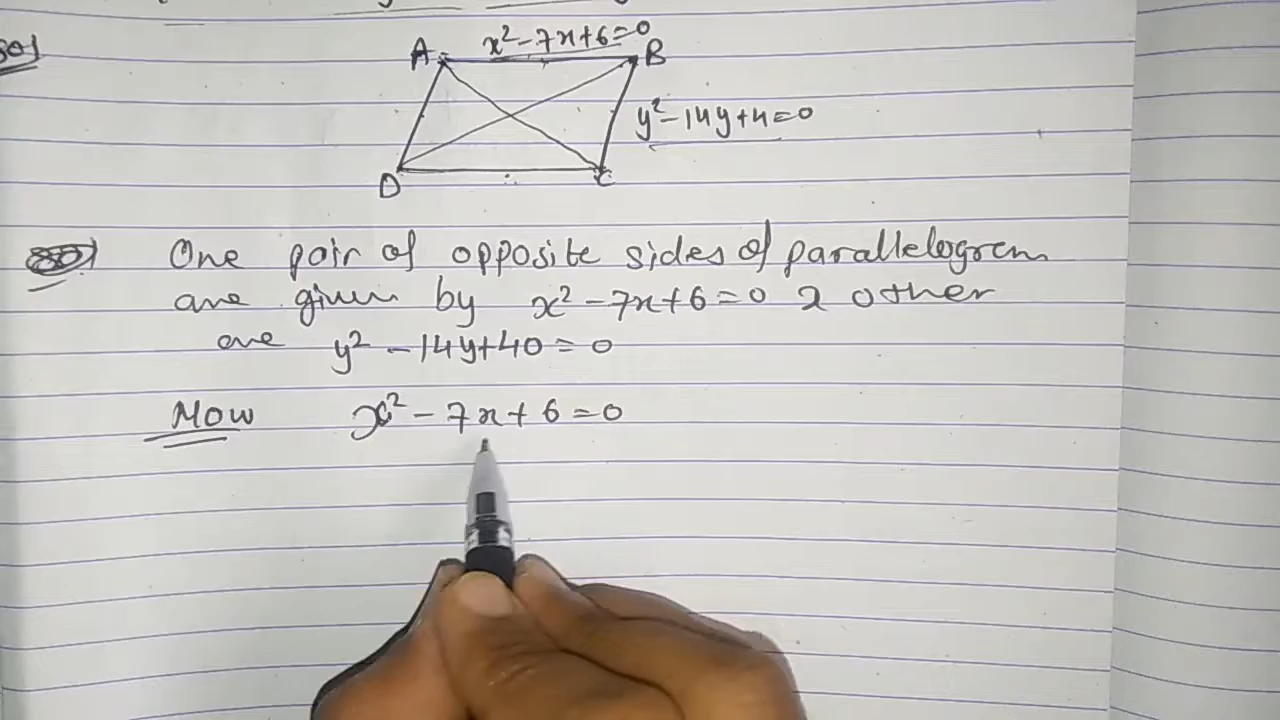 Sol
A x² - 7x + 6 = 0 B
y² - 14y + 4 = 0
D C
One pair of opposite sides of parallelogram
are given by x² - 7x + 6 = 0 & other
are y² - 14y + 40 = 0
Now x² - 7x + 6 = 0